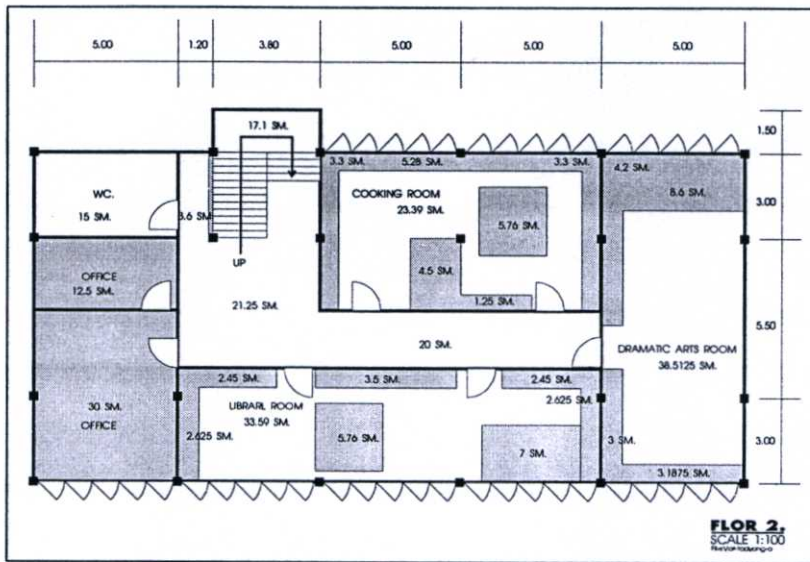 5.00 1.20 3.80 5.00 5.00 5.00
1.50
17.1 SM.
3.3 SM. 5.28 SM. 3.3 SM. 4.2 SM.
WC. COOKING ROOM 8.6 SM.
15 SM. 3.6 SM. 23.39 SM. 5.76 SM. 3.00
UP
OFFICE 4.5 SM.
12.5 SM.
21.25 SM. 1.25 SM.
5.50
20 SM.
DRAMATIC ARTS ROOM
38.5125 SM.
2.45 SM. 3.5 SM. 2.45 SM.
2.625 SM.
30 SM. LIBRARL ROOM
OFFICE 33.59 SM.
2.625 SM. 5.76 SM. 7 SM. 3 SM. 3.00
3.1875 SM.
FLOR 2.
SCALE 1:100